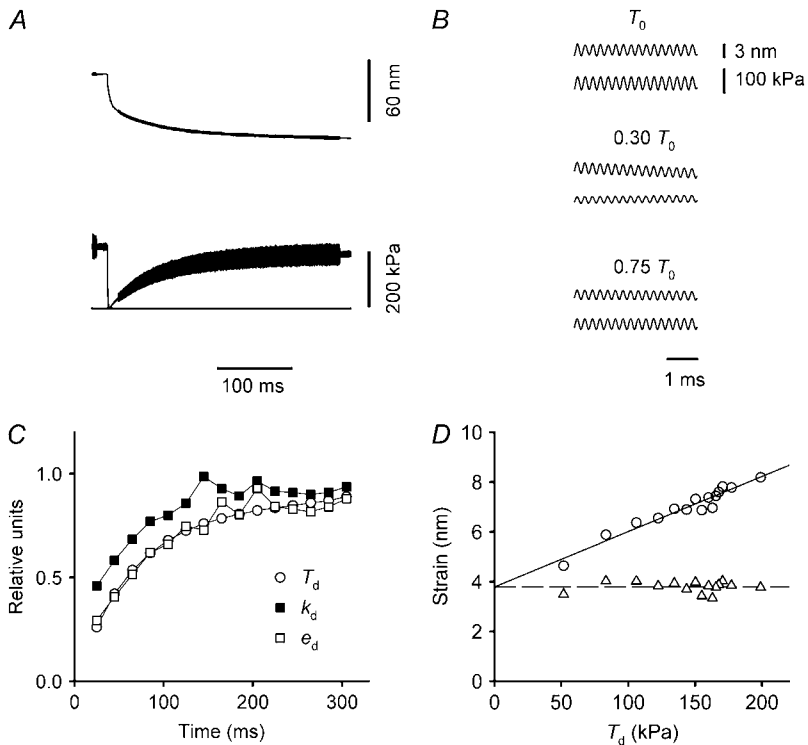 A
60 nm
200 kPa
100 ms
B
T0
3 nm
100 kPa
0.30 T0
0.75 T0
1 ms
C
Relative units
1.0
0.5
0.0
Td
kd
ed
0 100 200 300
Time (ms)
D
Strain (nm)
10
8
6
4
2
0
0 50 100 150 200
Td (kPa)